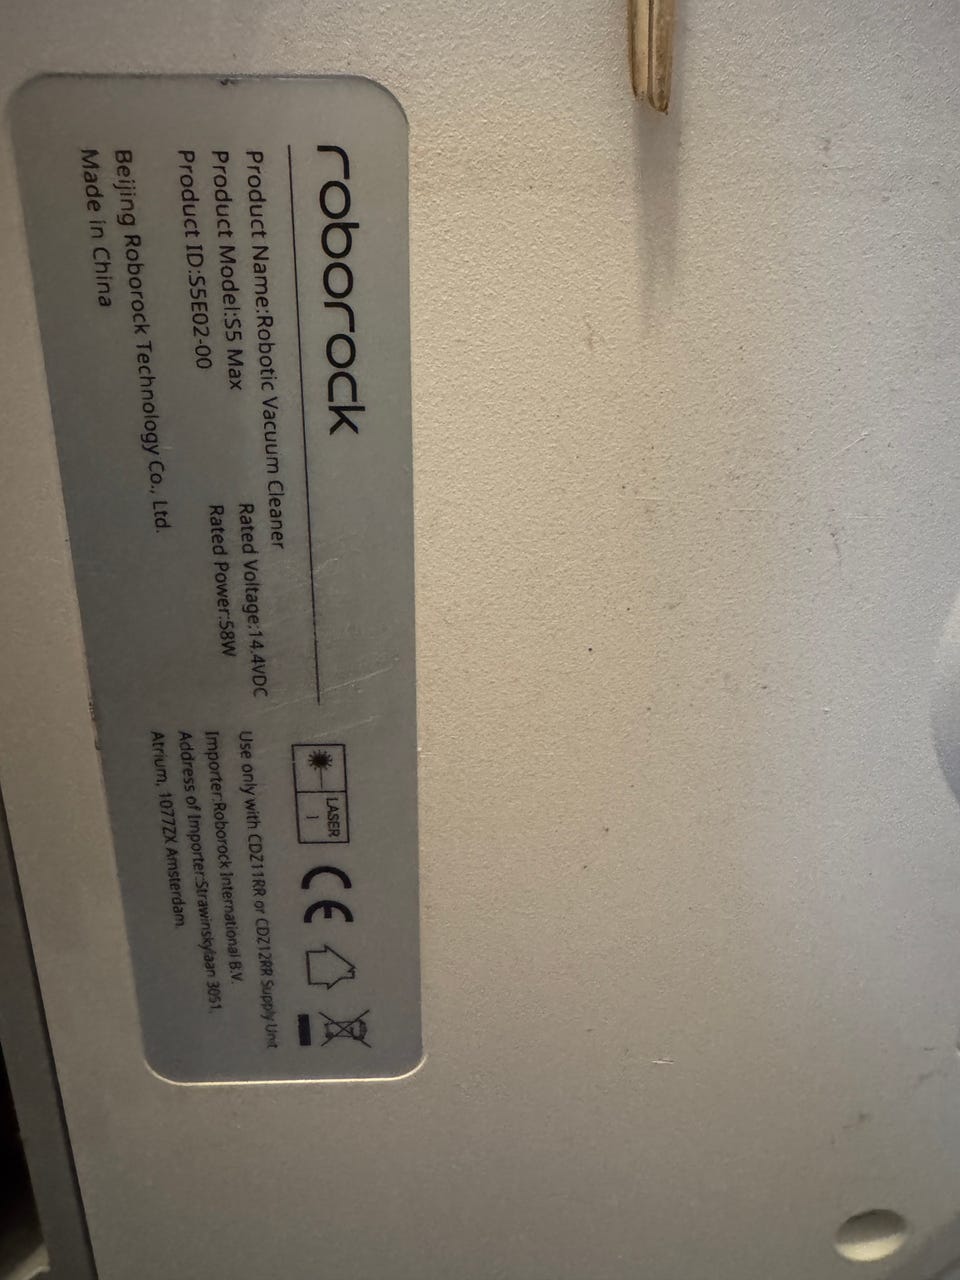 roborock
Product Name:Robotic Vacuum Cleaner
Product Model:S5 Max
Rated Voltage:14.4VDC
Product ID:S5E02-00
Rated Power:58W
Beijing Roborock Technology Co., Ltd.
Made in China
LASER
1
CE
Use only with CDZ11RR or CDZ12RR Supply Unit
Importer:Roborock International B.V.
Address of Importer:Strawinskylaan 3051,
Atrium, 1077ZX Amsterdam.